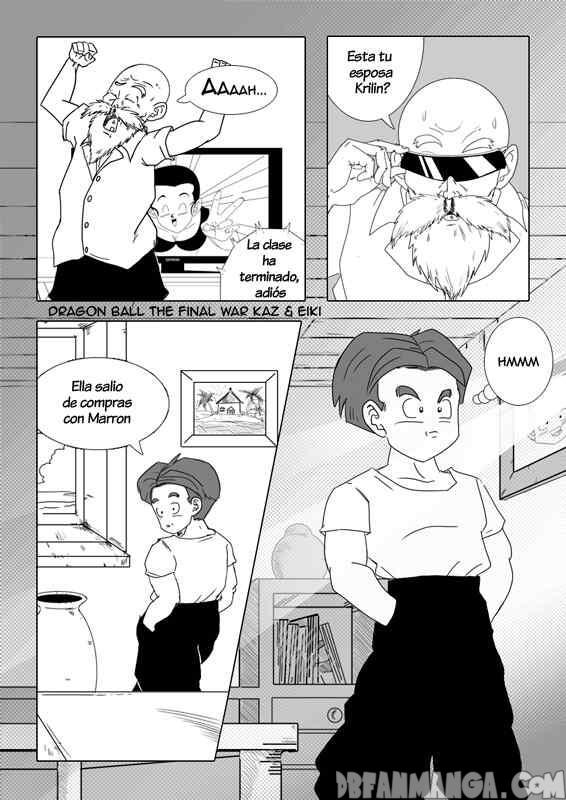 AAAAH...
La clase
ha
terminado,
adiós
Esta tu
esposa
Krilin?
DRAGON BALL THE FINAL WAR KAZ & EIKI
Ella salio
de compras
con Marron
HMMM
DBFANMANGA.COM